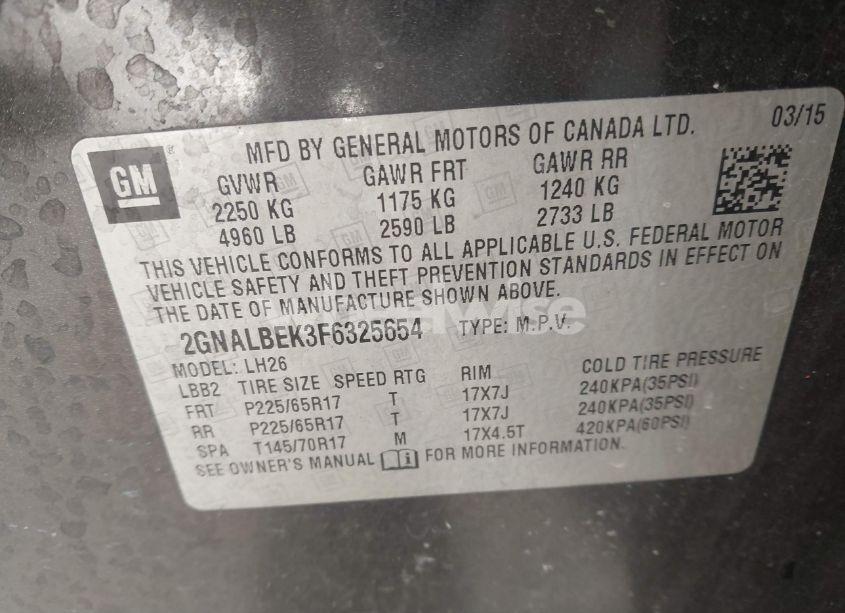 GM
MFD BY GENERAL MOTORS OF CANADA LTD. 03/15
GVWR GAWR FRT GAWR RR
2250 KG 1175 KG 1240 KG
4960 LB 2590 LB 2733 LB
THIS VEHICLE CONFORMS TO ALL APPLICABLE U.S. FEDERAL MOTOR
VEHICLE SAFETY AND THEFT PREVENTION STANDARDS IN EFFECT ON
THE DATE OF MANUFACTURE SHOWN ABOVE.
2GNALBEK3F6325654 TYPE: M.P.V.
MODEL: LH26
LBB2 TIRE SIZE SPEED RTG RIM COLD TIRE PRESSURE
FRT P225/65R17 T 17X7J 240KPA(35PSI)
RR P225/65R17 T 17X7J 240KPA(35PSI)
SPA T145/70R17 M 17X4.5T 420KPA(60PSI)
SEE OWNER'S MANUAL FOR MORE INFORMATION.